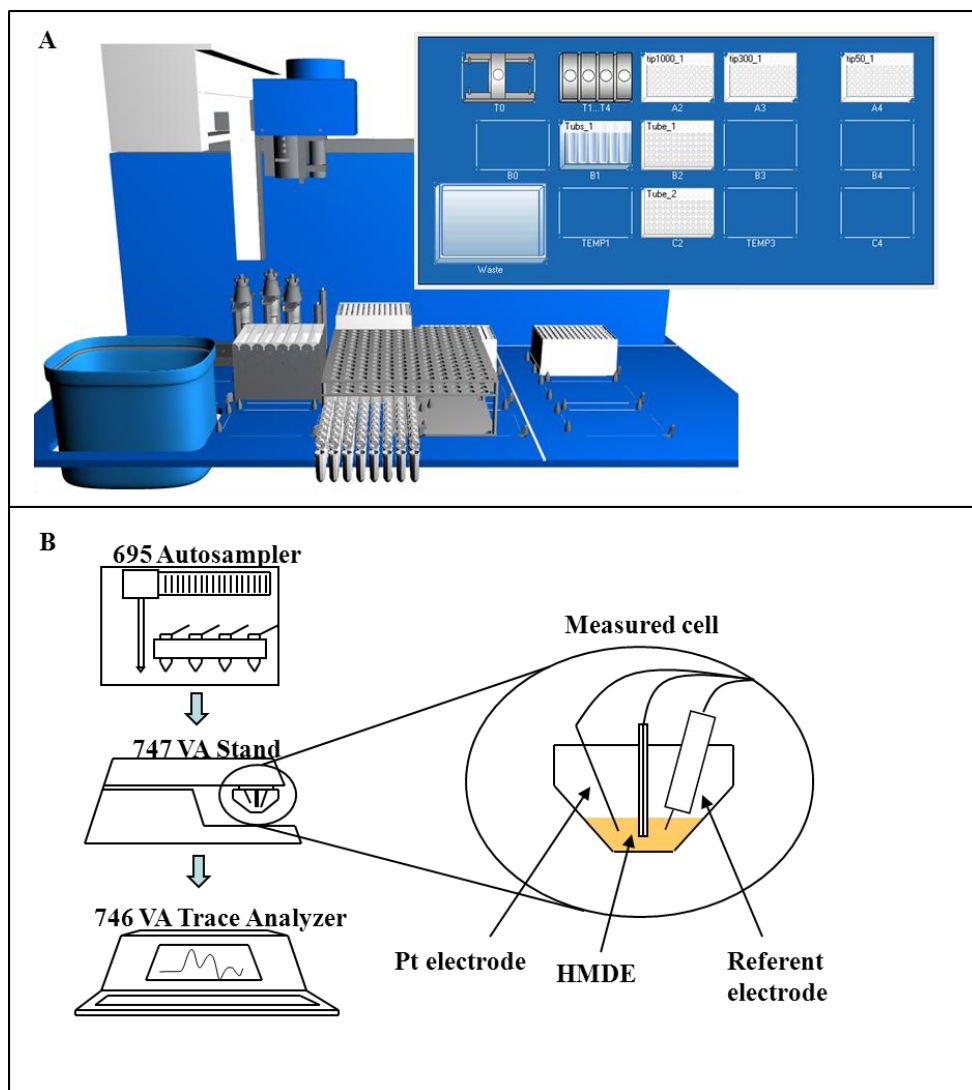 A
tip1000_1
tip300_1
tip50_1
T0
T1...T4
A2
A3
A4
Tubs_1
Tube_1
B0
B1
B2
B3
B4
Tube_2
TEMP1
C2
TEMP3
C4
Waste
B
695 Autosampler
Measured cell
747 VA Stand
746 VA Trace Analyzer
Pt electrode
HMDE
Referent
electrode